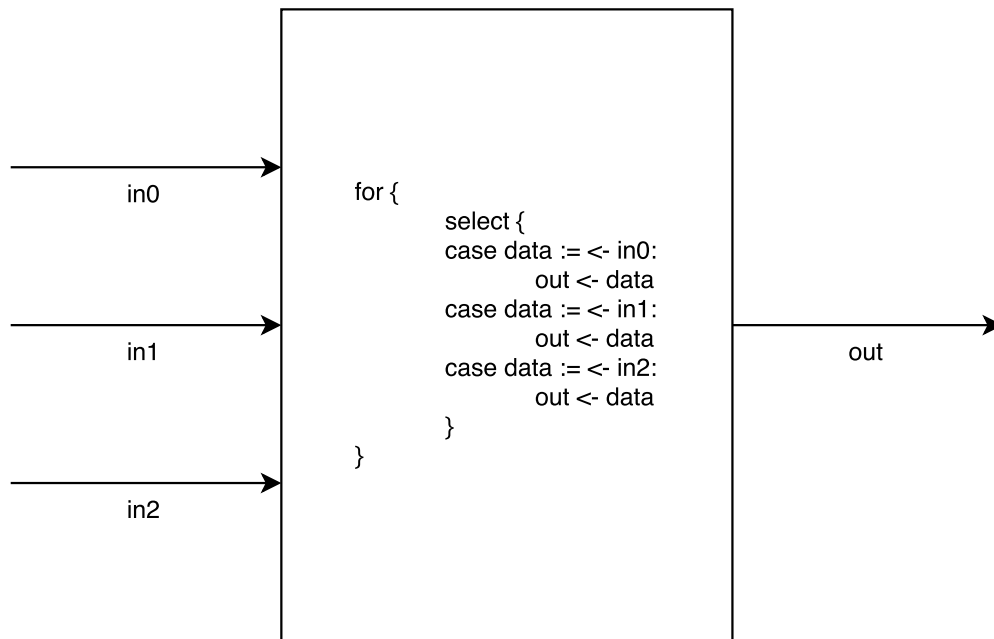 in0
in1
in2
for {
select {
case data := <- in0:
out <- data
case data := <- in1:
out <- data
case data := <- in2:
out <- data
}
}
out